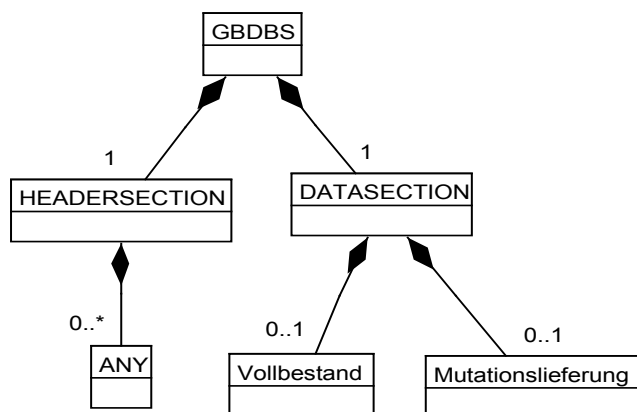 GBDBS
1
1
HEADERSECTION
DATASECTION
0..*
0..1
0..1
ANY
Vollbestand
Mutationslieferung